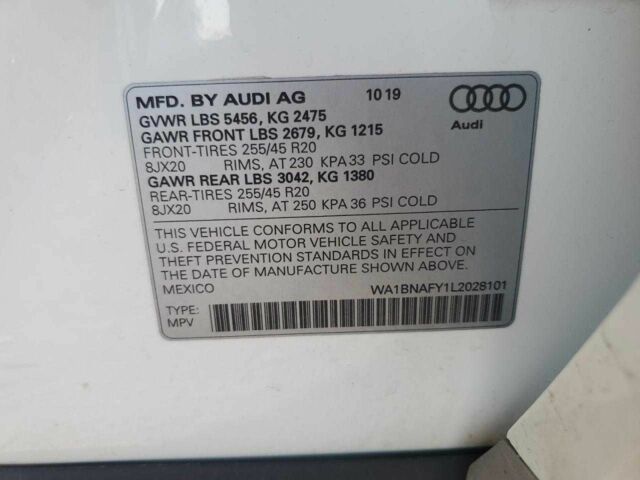 MFD. BY AUDI AG 10 19
GVWR LBS 5456, KG 2475
GAWR FRONT LBS 2679, KG 1215
FRONT-TIRES 255/45 R20
8JX20 RIMS, AT 230 KPA 33 PSI COLD
GAWR REAR LBS 3042, KG 1380
REAR-TIRES 255/45 R20
8JX20 RIMS, AT 250 KPA 36 PSI COLD
Audi
THIS VEHICLE CONFORMS TO ALL APPLICABLE
U.S. FEDERAL MOTOR VEHICLE SAFETY AND
THEFT PREVENTION STANDARDS IN EFFECT ON
THE DATE OF MANUFACTURE SHOWN ABOVE.
MEXICO WA1BNAFY1L2028101
TYPE:
MPV